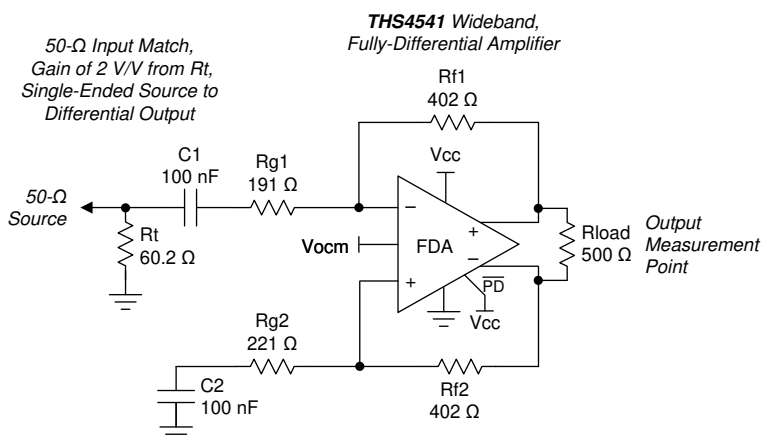 THS4541 Wideband,
Fully-Differential Amplifier
50-Ω Input Match,
Gain of 2 V/V from Rt,
Single-Ended Source to
Differential Output
Rf1
402 Ω
C1
100 nF
Rg1
191 Ω
Vcc
50-Ω
Source
Rt
60.2 Ω
−
+
Vocm
FDA
−
+
PD
Vcc
Rload
500 Ω
Output
Measurement
Point
Rg2
221 Ω
C2
100 nF
Rf2
402 Ω